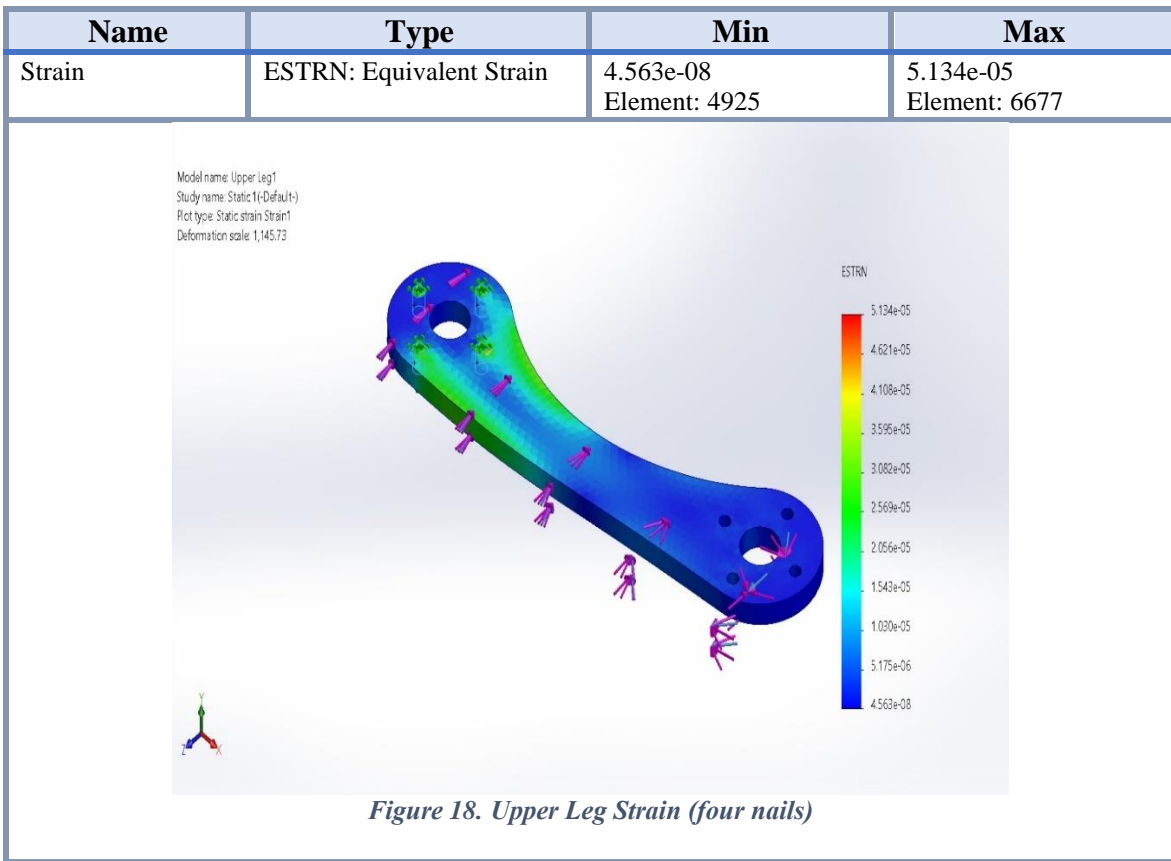 Name Type Min Max
Strain ESTRN: Equivalent Strain 4.563e-08 5.134e-05
Element: 4925 Element: 6677
Model name: Upper Leg1
Study name: Static 1(-Default-)
Plot type: Static strain Strain1
Deformation scale: 1,145.73
ESTRN
5.134e-05
4.621e-05
4.108e-05
3.595e-05
3.082e-05
2.569e-05
2.056e-05
1.543e-05
1.030e-05
5.175e-06
4.563e-08
Y
Z X
Figure 18. Upper Leg Strain (four nails)